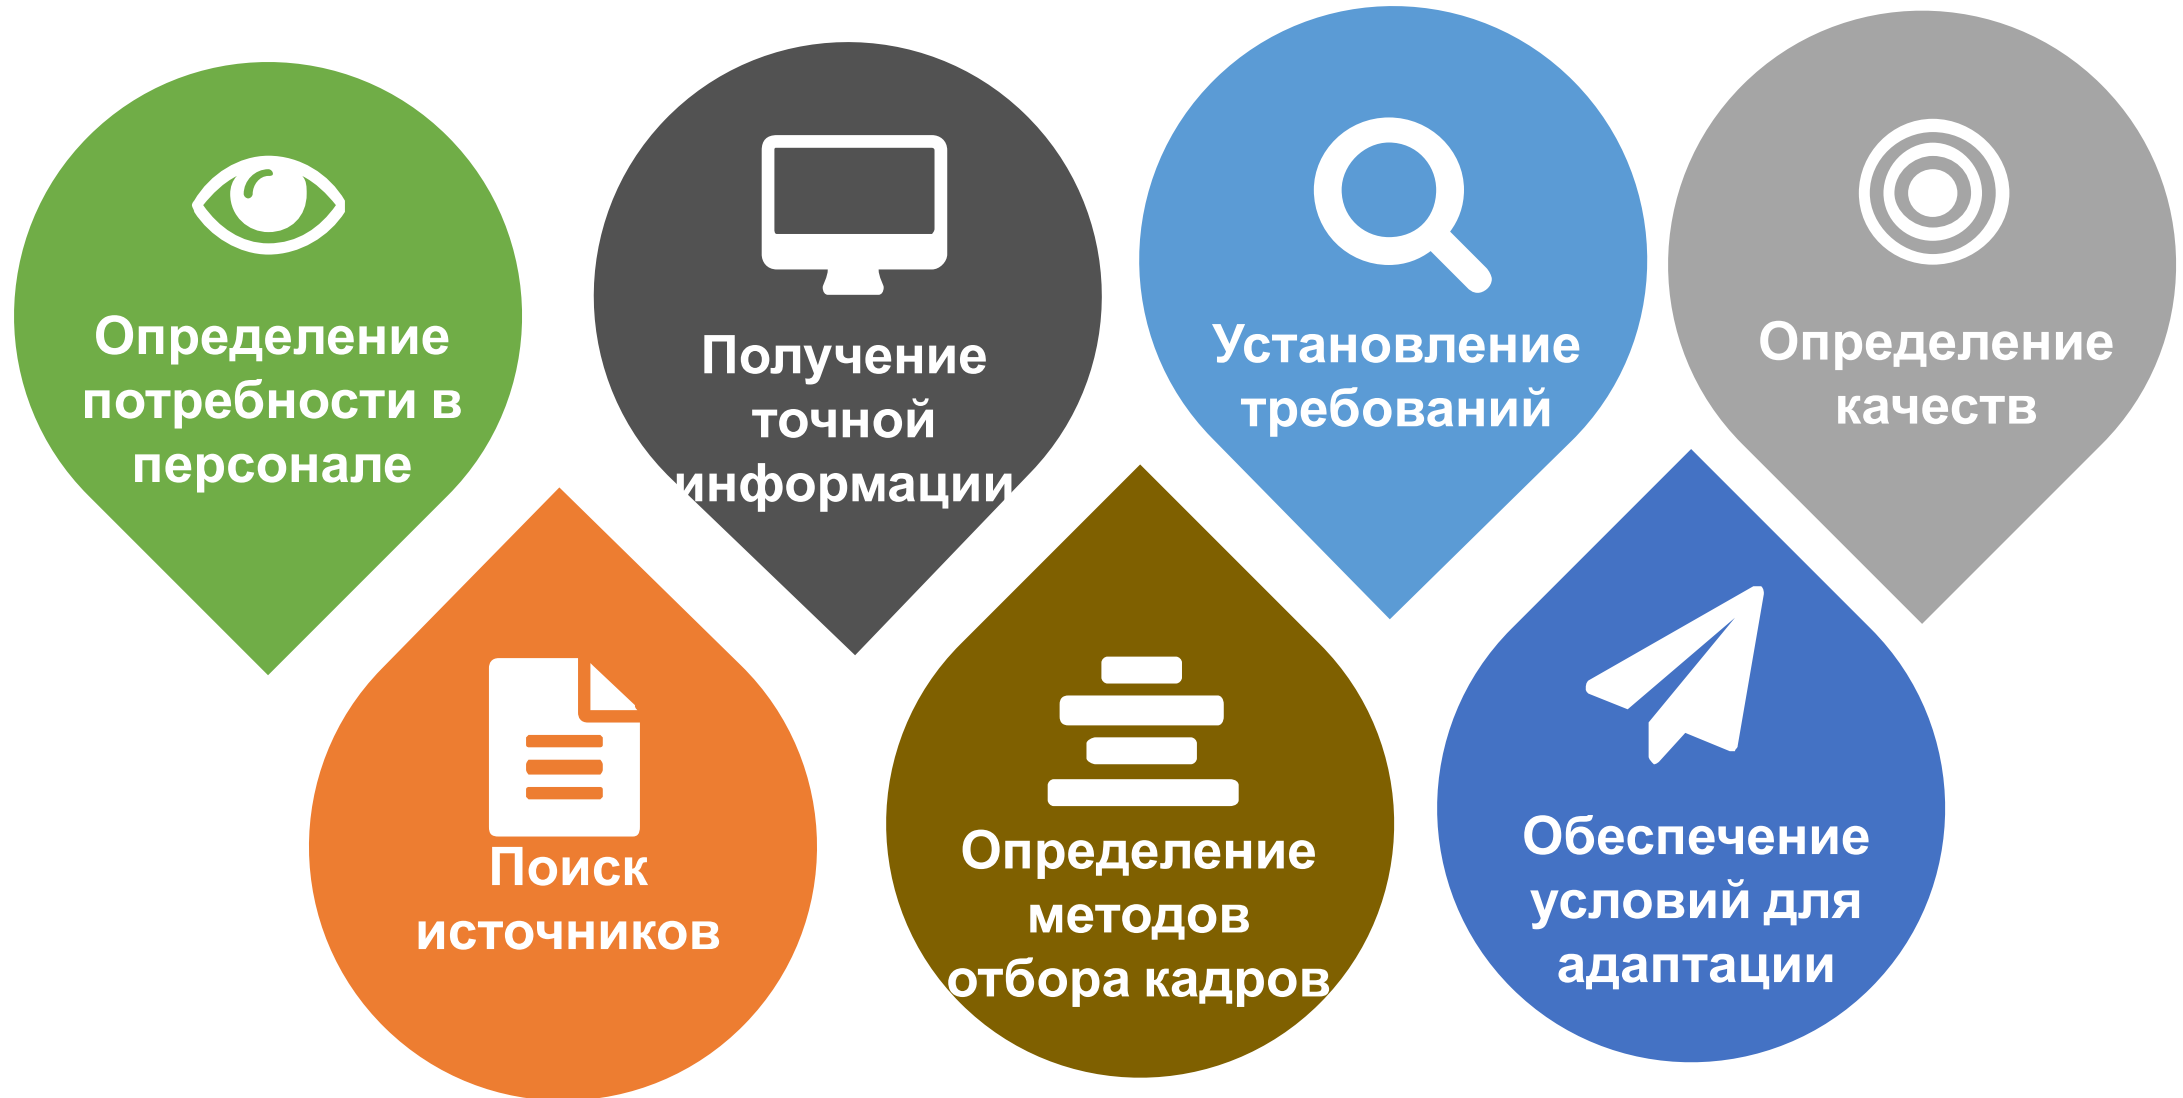 Определение
потребности в
персонале
Получение
точной
информации
Установление
требований
Определение
качеств
Поиск
источников
Определение
методов
отбора кадров
Обеспечение
условий для
адаптации